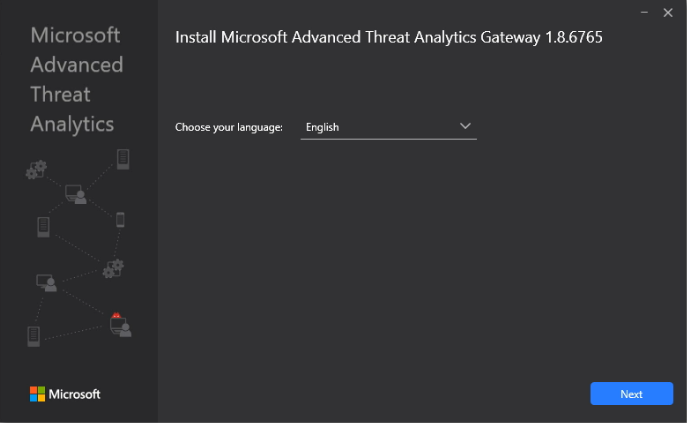 Microsoft
Advanced
Threat
Analytics
Install Microsoft Advanced Threat Analytics Gateway 1.8.6765
Choose your language: English
Microsoft
Next